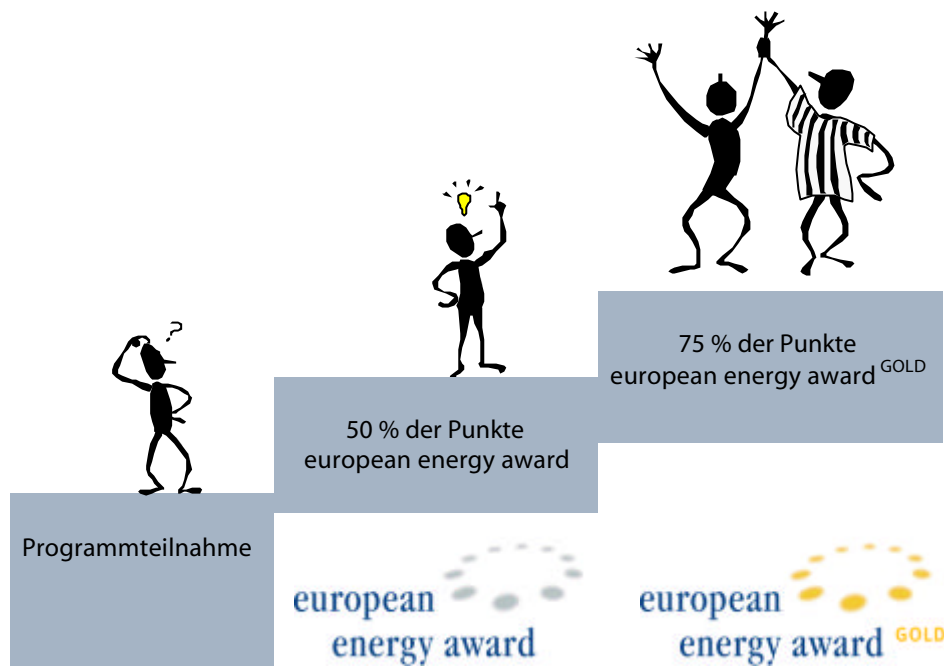 ?
75 % der Punkte
european energy award GOLD
50 % der Punkte
european energy award
Programmteilnahme
european
energy award
european
energy award GOLD